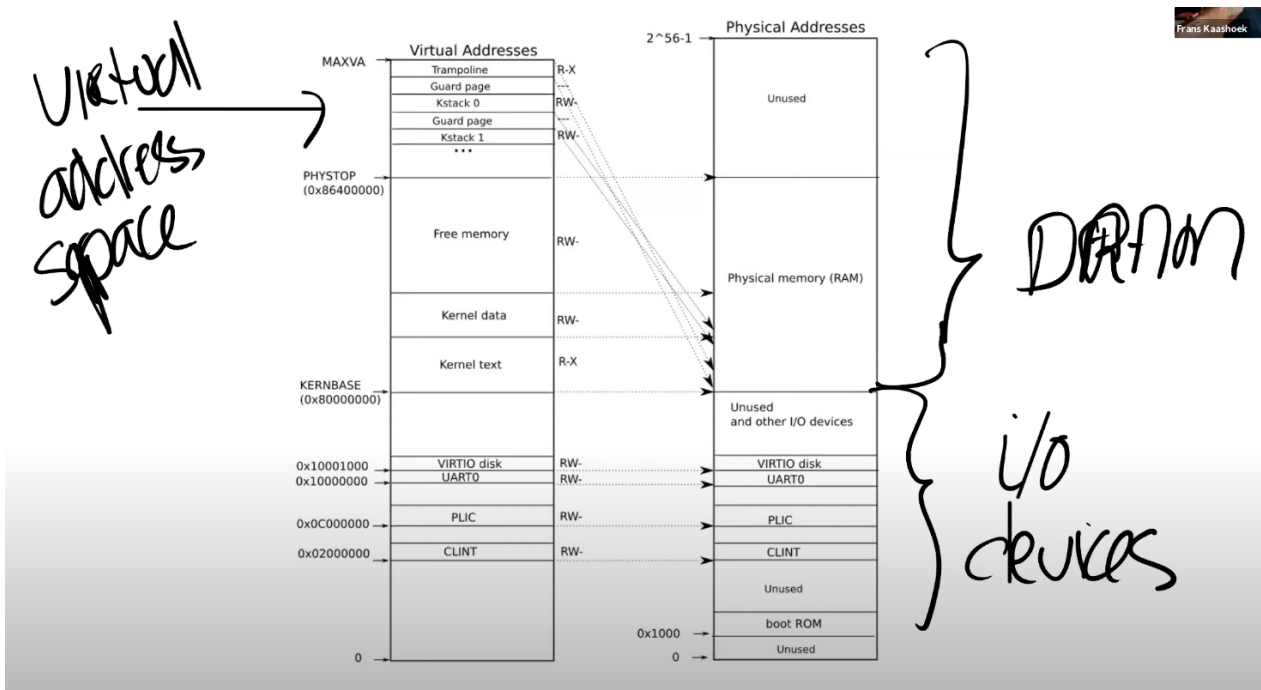 Frans Kaashoek
Virtual
address
space
Virtual Addresses
MAXVA
Trampoline
R-X
Guard page
---
Kstack 0
RW-
Guard page
---
Kstack 1
RW-
...
PHYSTOP
(0x86400000)
Free memory
RW-
Kernel data
RW-
Kernel text
R-X
KERNBASE
(0x80000000)
0x10001000
VIRTIO disk
RW-
0x10000000
UART0
RW-
0x0C000000
PLIC
RW-
0x02000000
CLINT
RW-
0
Physical Addresses
2^56-1
Unused
Physical memory (RAM)
Unused
and other I/O devices
VIRTIO disk
UART0
PLIC
CLINT
Unused
boot ROM
0x1000
Unused
0
i/o
devices